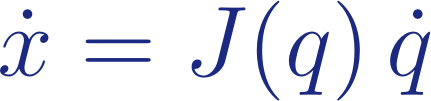 ẋ = J(q) q̇